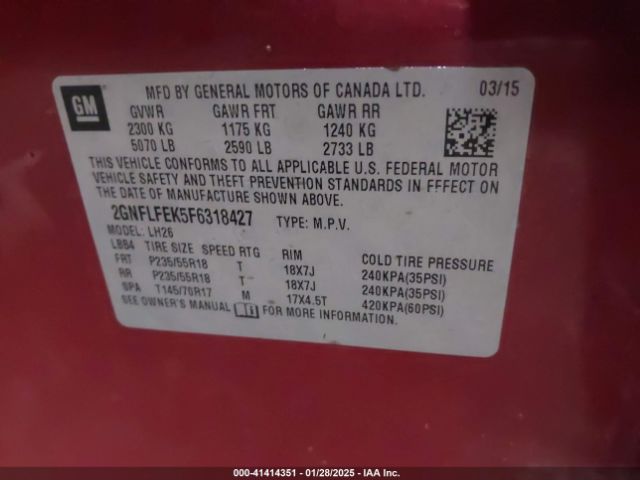 GM
MFD BY GENERAL MOTORS OF CANADA LTD. 03/15
GVWR GAWR FRT GAWR RR
2300 KG 1175 KG 1240 KG
5070 LB 2590 LB 2733 LB
THIS VEHICLE CONFORMS TO ALL APPLICABLE U.S. FEDERAL MOTOR
VEHICLE SAFETY AND THEFT PREVENTION STANDARDS IN EFFECT ON
THE DATE OF MANUFACTURE SHOWN ABOVE.
2GNFLFEK5F6318427 TYPE: M.P.V.
MODEL: LH26
LBB4 TIRE SIZE SPEED RTG RIM COLD TIRE PRESSURE
FRT P235/55R18 T 18X7J 240KPA(35PSI)
RR P235/55R18 T 18X7J 240KPA(35PSI)
SPA T145/70R17 M 17X4.5T 420KPA(60PSI)
SEE OWNER'S MANUAL FOR MORE INFORMATION.
000-41414351 | 01/28/2025 | IAA Inc.